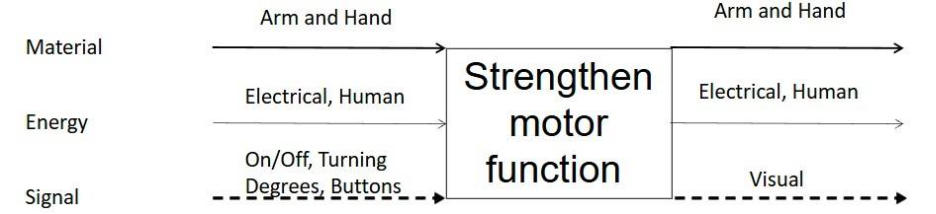 Arm and Hand
Arm and Hand
Material
Strengthen
motor
function
Electrical, Human
Electrical, Human
Energy
On/Off, Turning
Degrees, Buttons
Visual
Signal